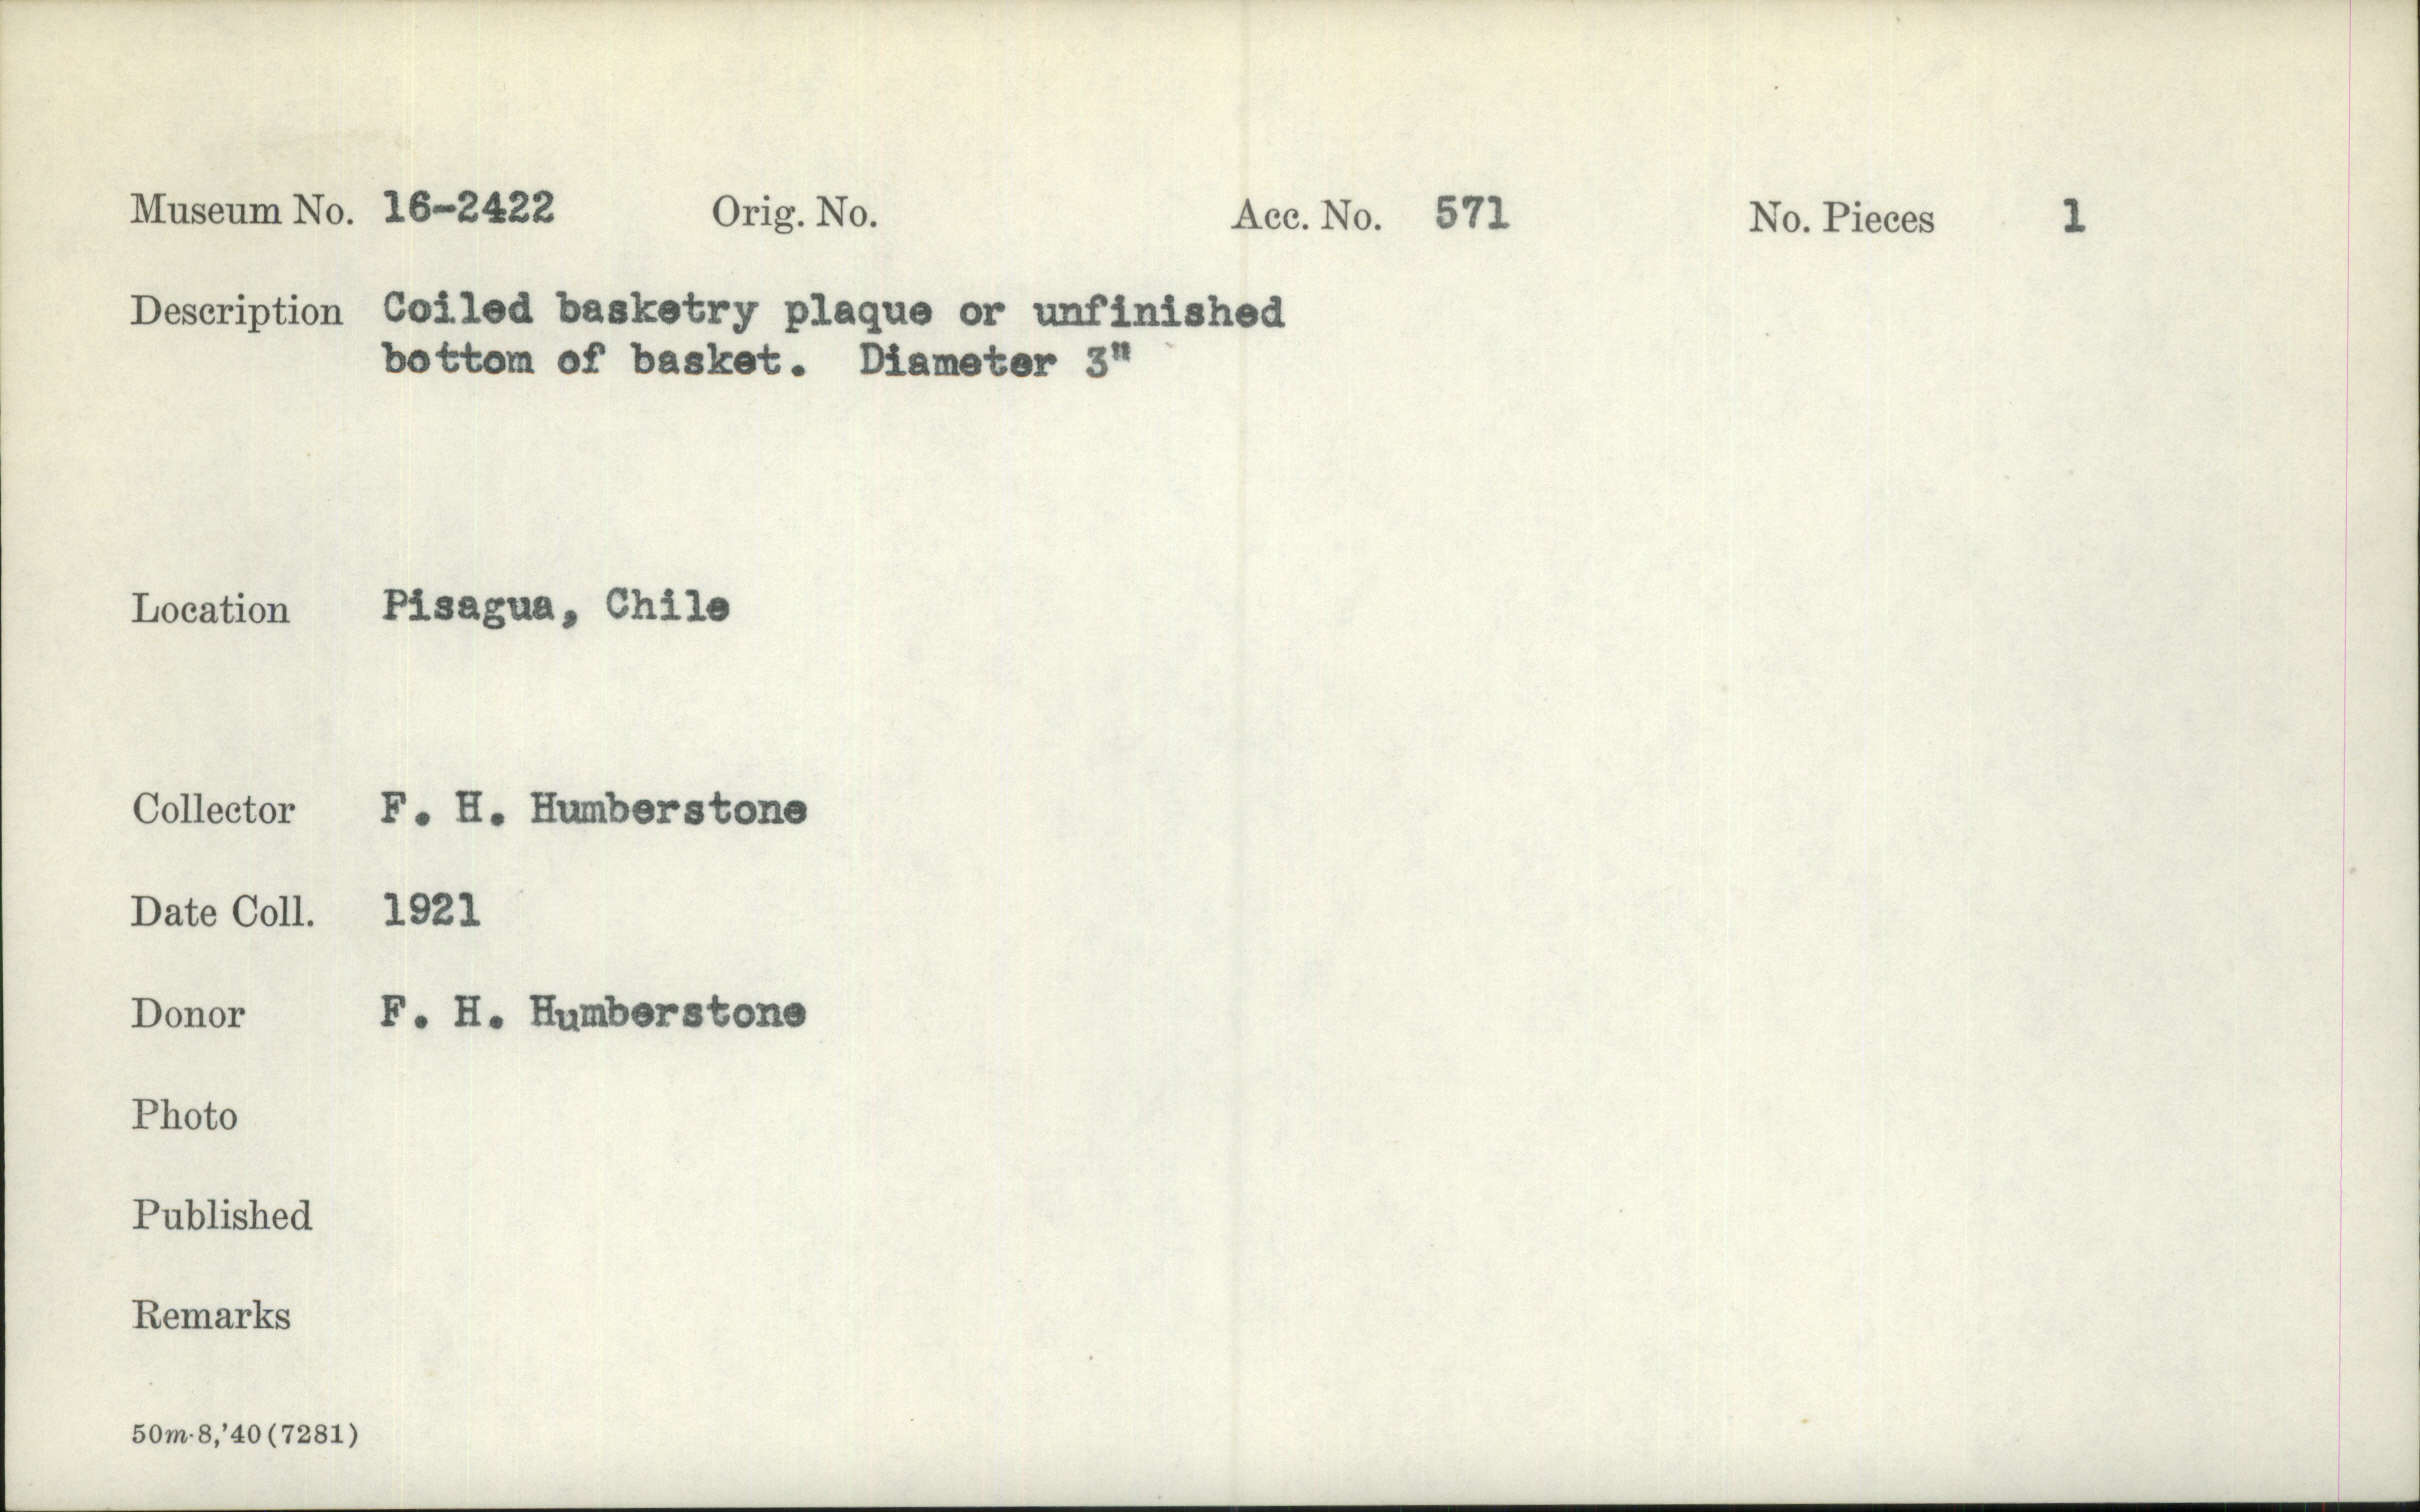 Museum No. 16-2422 Orig. No. Acc. No. 571 No. Pieces 1
Description Coiled basketry plaque or unfinished
bottom of basket. Diameter 3"
Location Pisagua, Chile
Collector F. H. Humberstone
Date Coll. 1921
Donor F. H. Humberstone
Photo
Published
Remarks
50m-8,'40(7281)